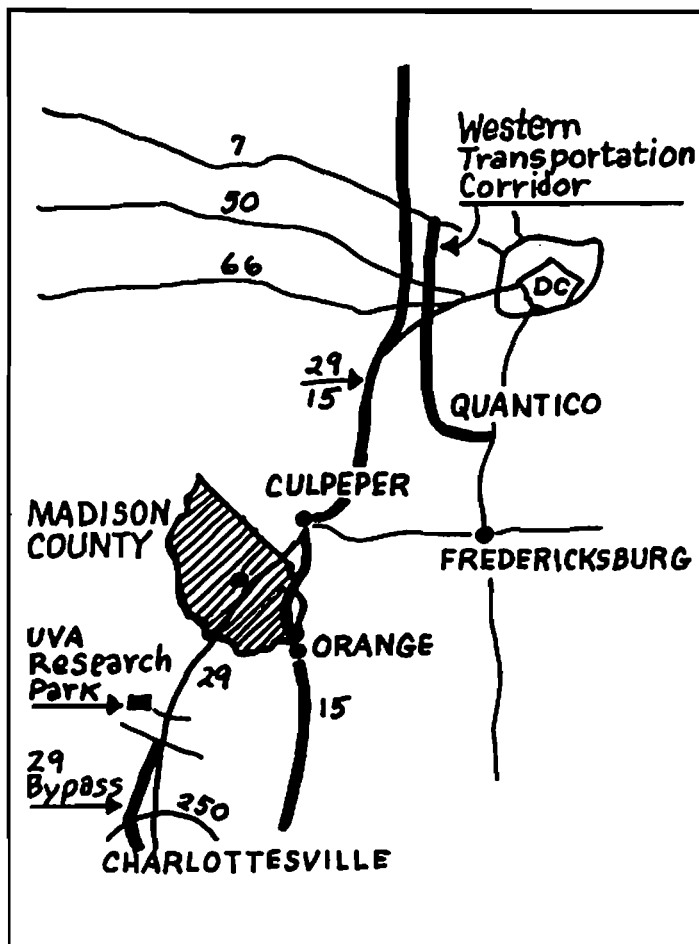 7
Western
Transportation
Corridor
50
66
DC
29
15
QUANTICO
CULPEPER
MADISON
COUNTY
FREDERICKSBURG
UVA
Research
Park
ORANGE
29
15
29
Bypass
250
CHARLOTTESVILLE